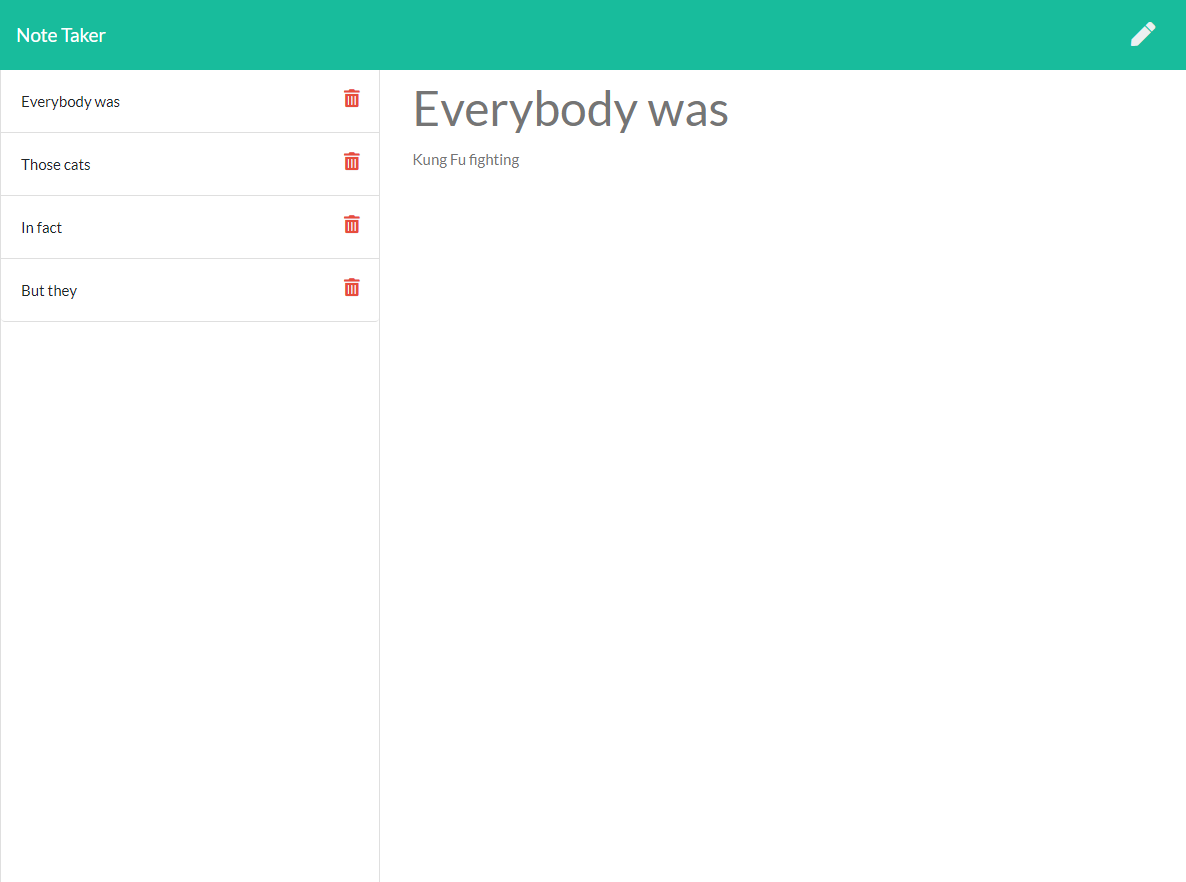 Note Taker
Everybody was
Those cats
In fact
But they
Everybody was
Kung Fu fighting